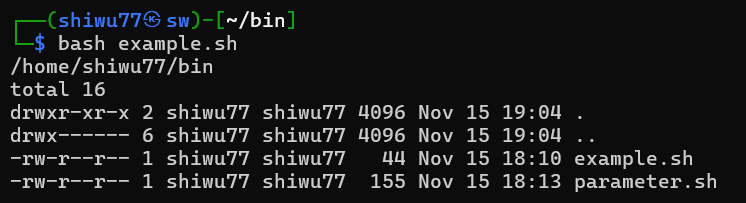 ┌──(shiwu77㉿sw)-[~/bin]
└─$ bash example.sh
/home/shiwu77/bin
total 16
drwxr-xr-x 2 shiwu77 shiwu77 4096 Nov 15 19:04 .
drwx------ 6 shiwu77 shiwu77 4096 Nov 15 19:04 ..
-rw-r--r-- 1 shiwu77 shiwu77   44 Nov 15 18:10 example.sh
-rw-r--r-- 1 shiwu77 shiwu77  155 Nov 15 18:13 parameter.sh